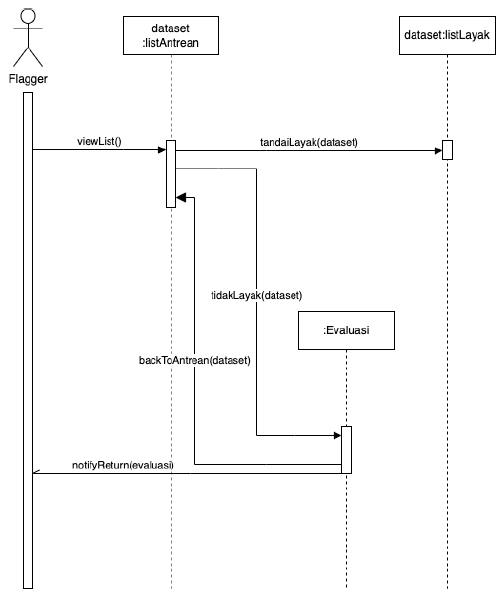 dataset
:listAntrean
dataset:listLayak
Flagger
viewList()
tandaiLayak(dataset)
tidakLayak(dataset)
:Evaluasi
backToAntrean(dataset)
notifyReturn(evaluasi)